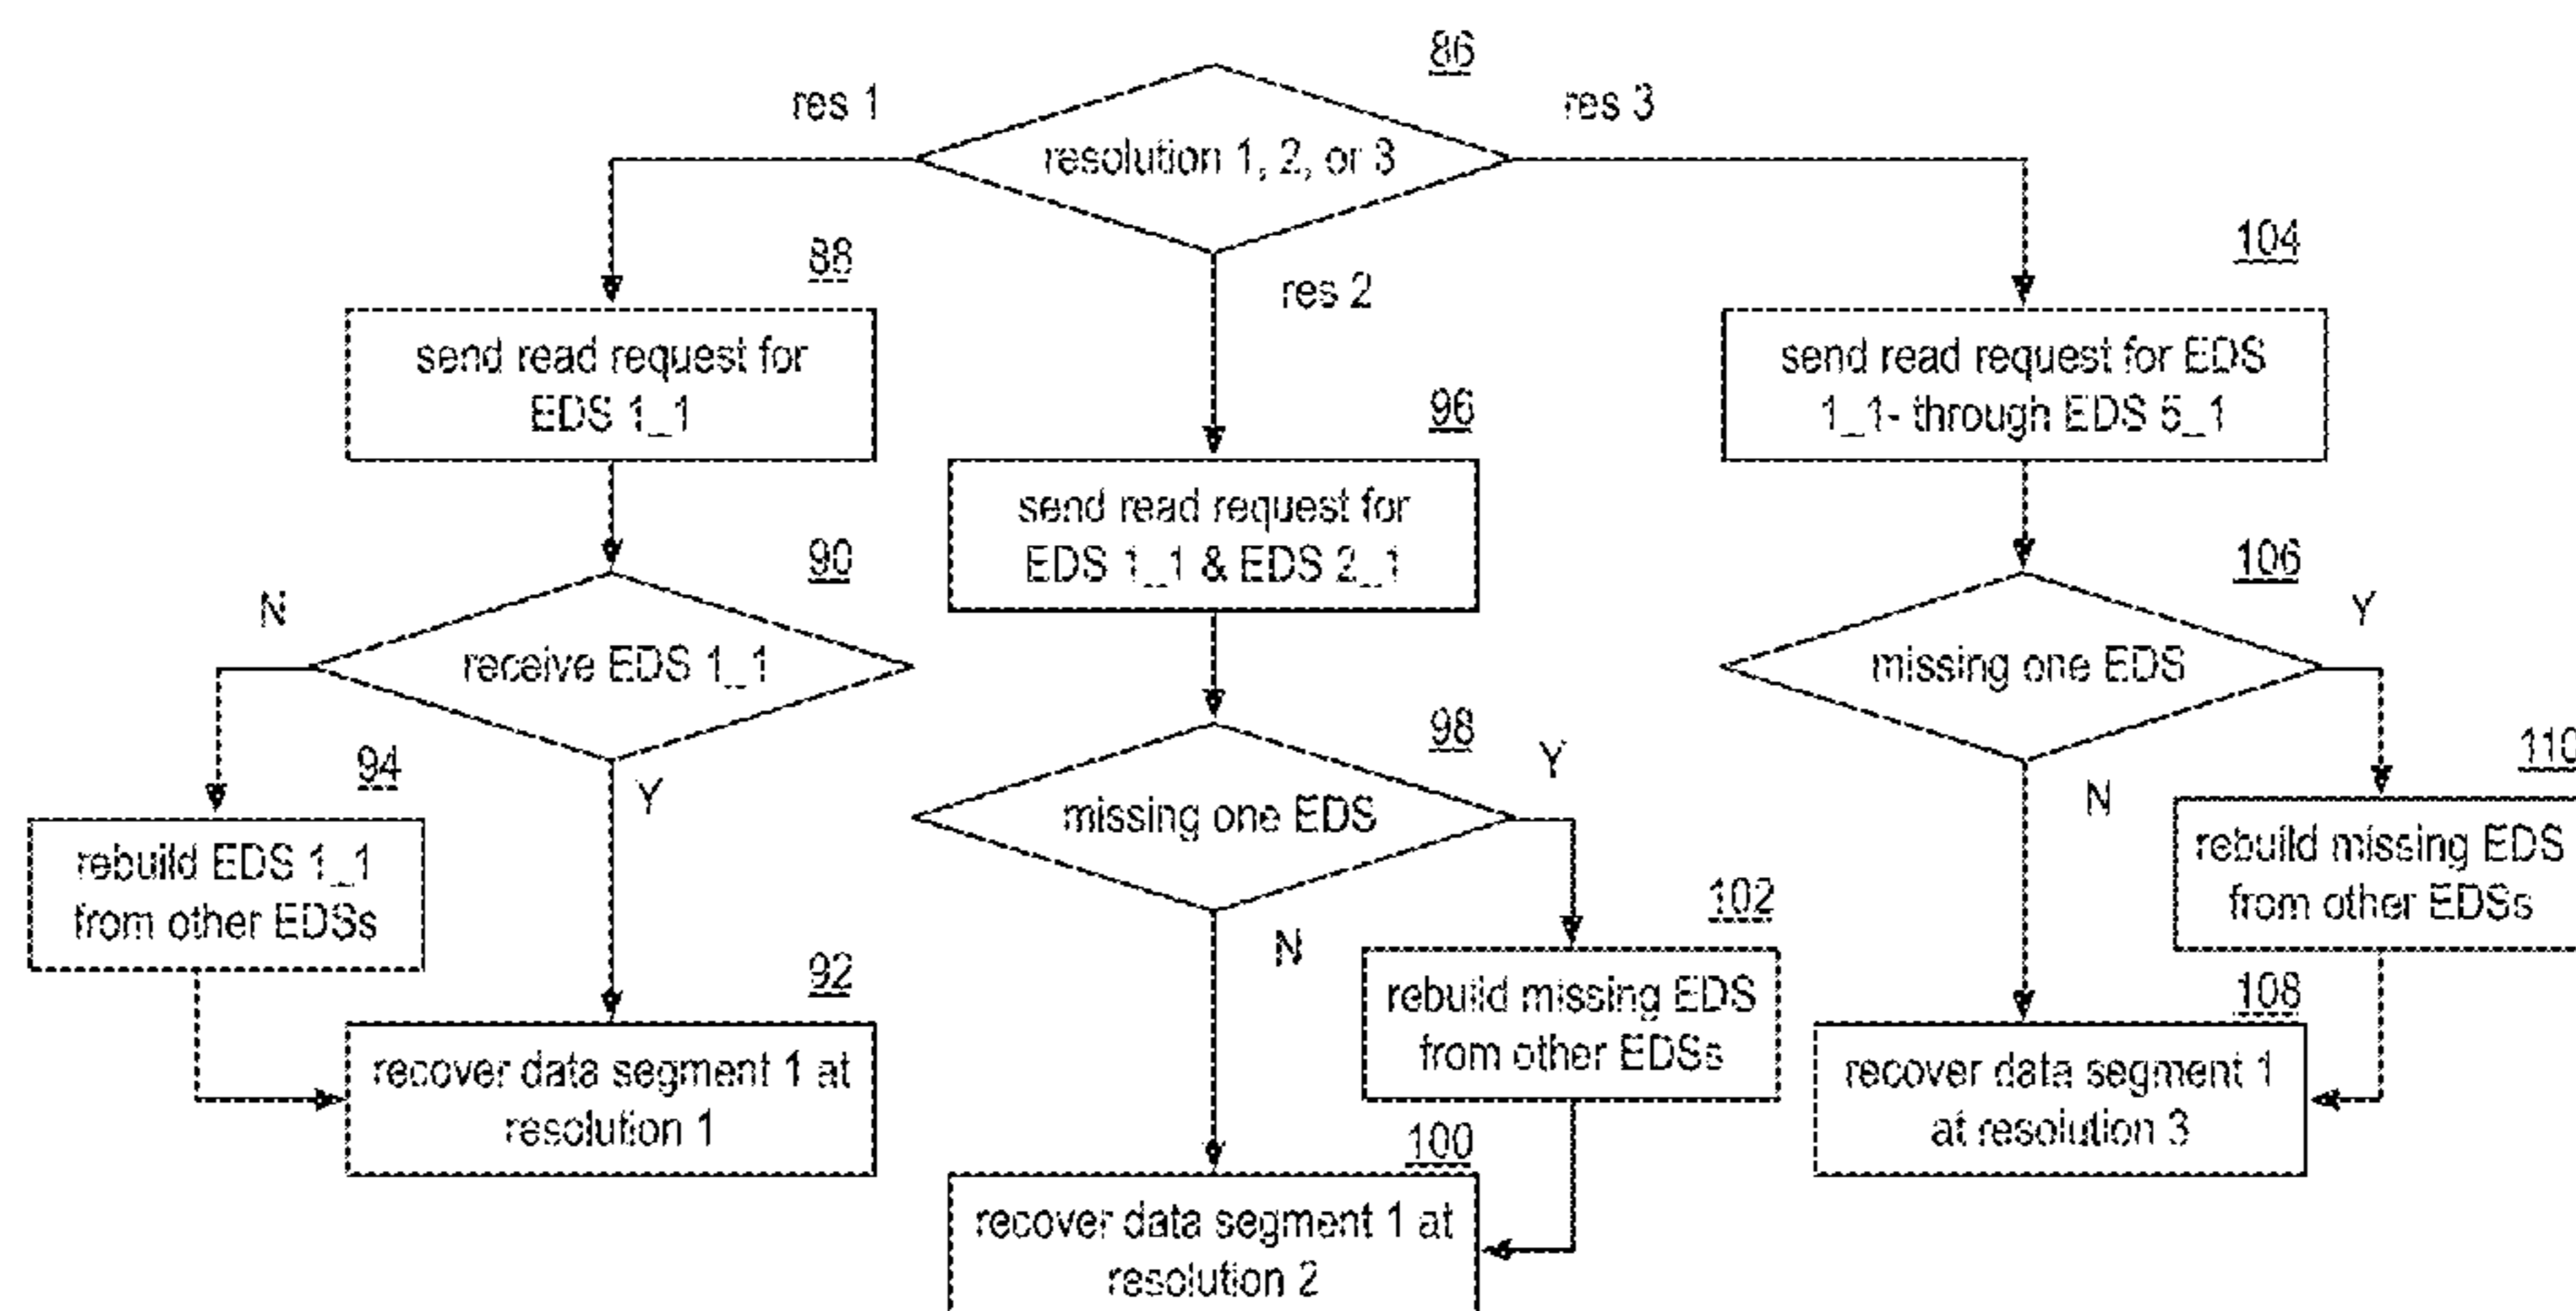 86
res 1
res 3
resolution 1, 2, or 3
res 2
88
send read request for
EDS 1_1
104
send read request for EDS
1_1- through EDS 5_1
96
send read request for
EDS 1_1 & EDS 2_1
90
N
receive EDS 1_1
Y
106
Y
missing one EDS
N
94
rebuild EDS 1_1
from other EDSs
98
Y
missing one EDS
N
110
rebuild missing EDS
from other EDSs
102
rebuild missing EDS
from other EDSs
92
recover data segment 1 at
resolution 1
108
recover data segment 1
at resolution 3
100
recover data segment 1 at
resolution 2